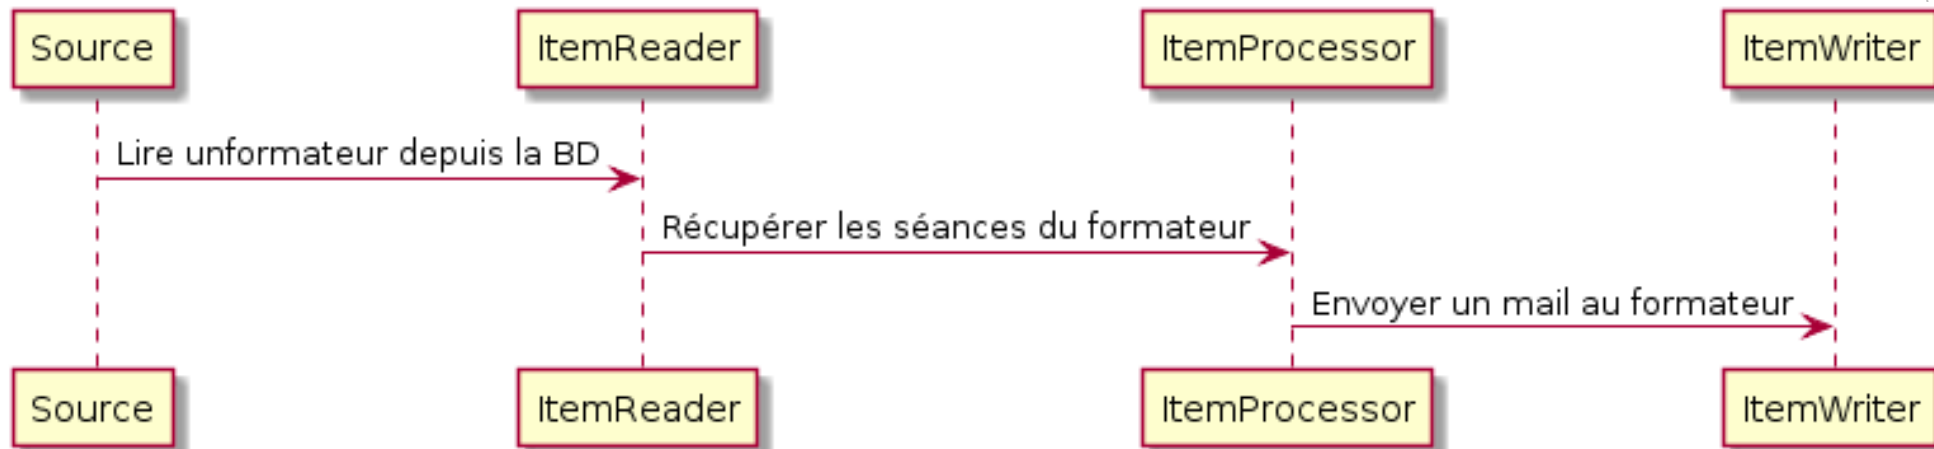 Source
ItemReader
ItemProcessor
ItemWriter
Lire unformateur depuis la BD
Récupérer les séances du formateur
Envoyer un mail au formateur
Source
ItemReader
ItemProcessor
ItemWriter